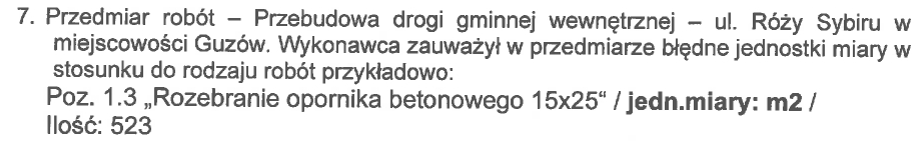 7. Przedmiar robót – Przebudowa drogi gminnej wewnętrznej – ul. Róży Sybiru w
miejscowości Guzów. Wykonawca zauważył w przedmiarze błędne jednostki miary w
stosunku do rodzaju robót przykładowo:
Poz. 1.3 „Rozebranie opornika betonowego 15x25“ / jedn.miary: m2 /
Ilość: 523